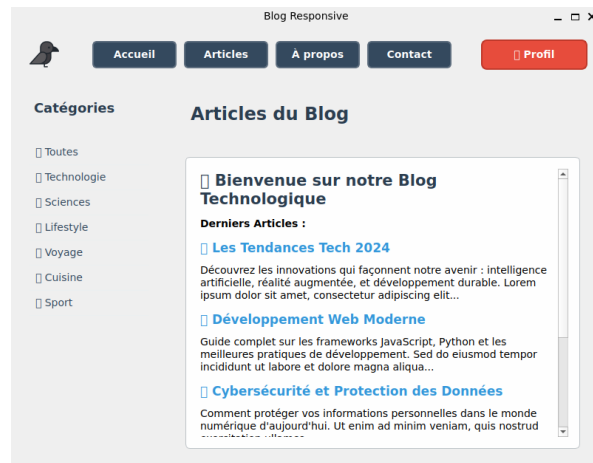 Blog Responsive
Accueil
Articles
À propos
Contact
Profil
Catégories
Toutes
Technologie
Sciences
Lifestyle
Voyage
Cuisine
Sport
Articles du Blog
Bienvenue sur notre Blog
Technologique
Derniers Articles :
Les Tendances Tech 2024
Découvrez les innovations qui façonnent notre avenir : intelligence
artificielle, réalité augmentée, et développement durable. Lorem
ipsum dolor sit amet, consectetur adipiscing elit...
Développement Web Moderne
Guide complet sur les frameworks JavaScript, Python et les
meilleures pratiques de développement. Sed do eiusmod tempor
incididunt ut labore et dolore magna aliqua...
Cybersécurité et Protection des Données
Comment protéger vos informations personnelles dans le monde
numérique d'aujourd'hui. Ut enim ad minim veniam, quis nostrud